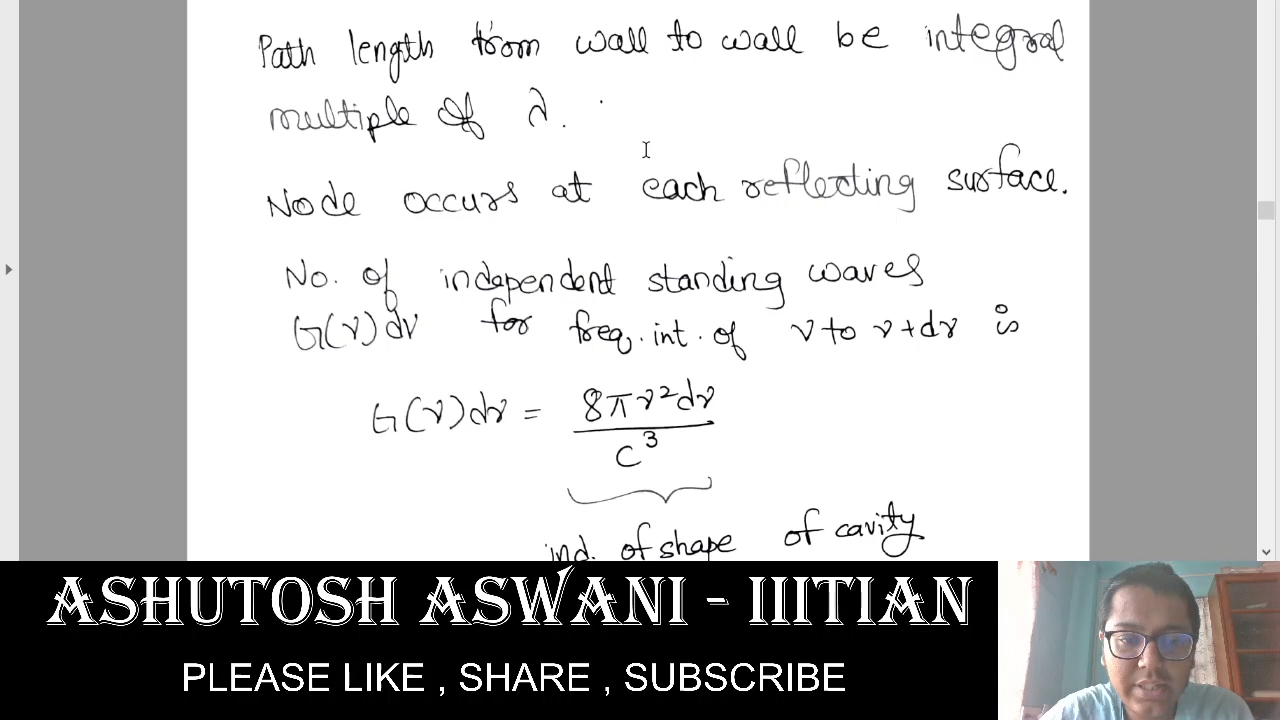 Path length from wall to wall be integral
multiple of λ.
Node occurs at each reflecting surface.
No. of independent standing waves
G(ν)dν for freq. int. of ν to ν+dν is
G(ν)dν = 8πν²dν
c³
ind. of shape of cavity
ASHUTOSH ASWANI - IIITIAN
PLEASE LIKE , SHARE , SUBSCRIBE